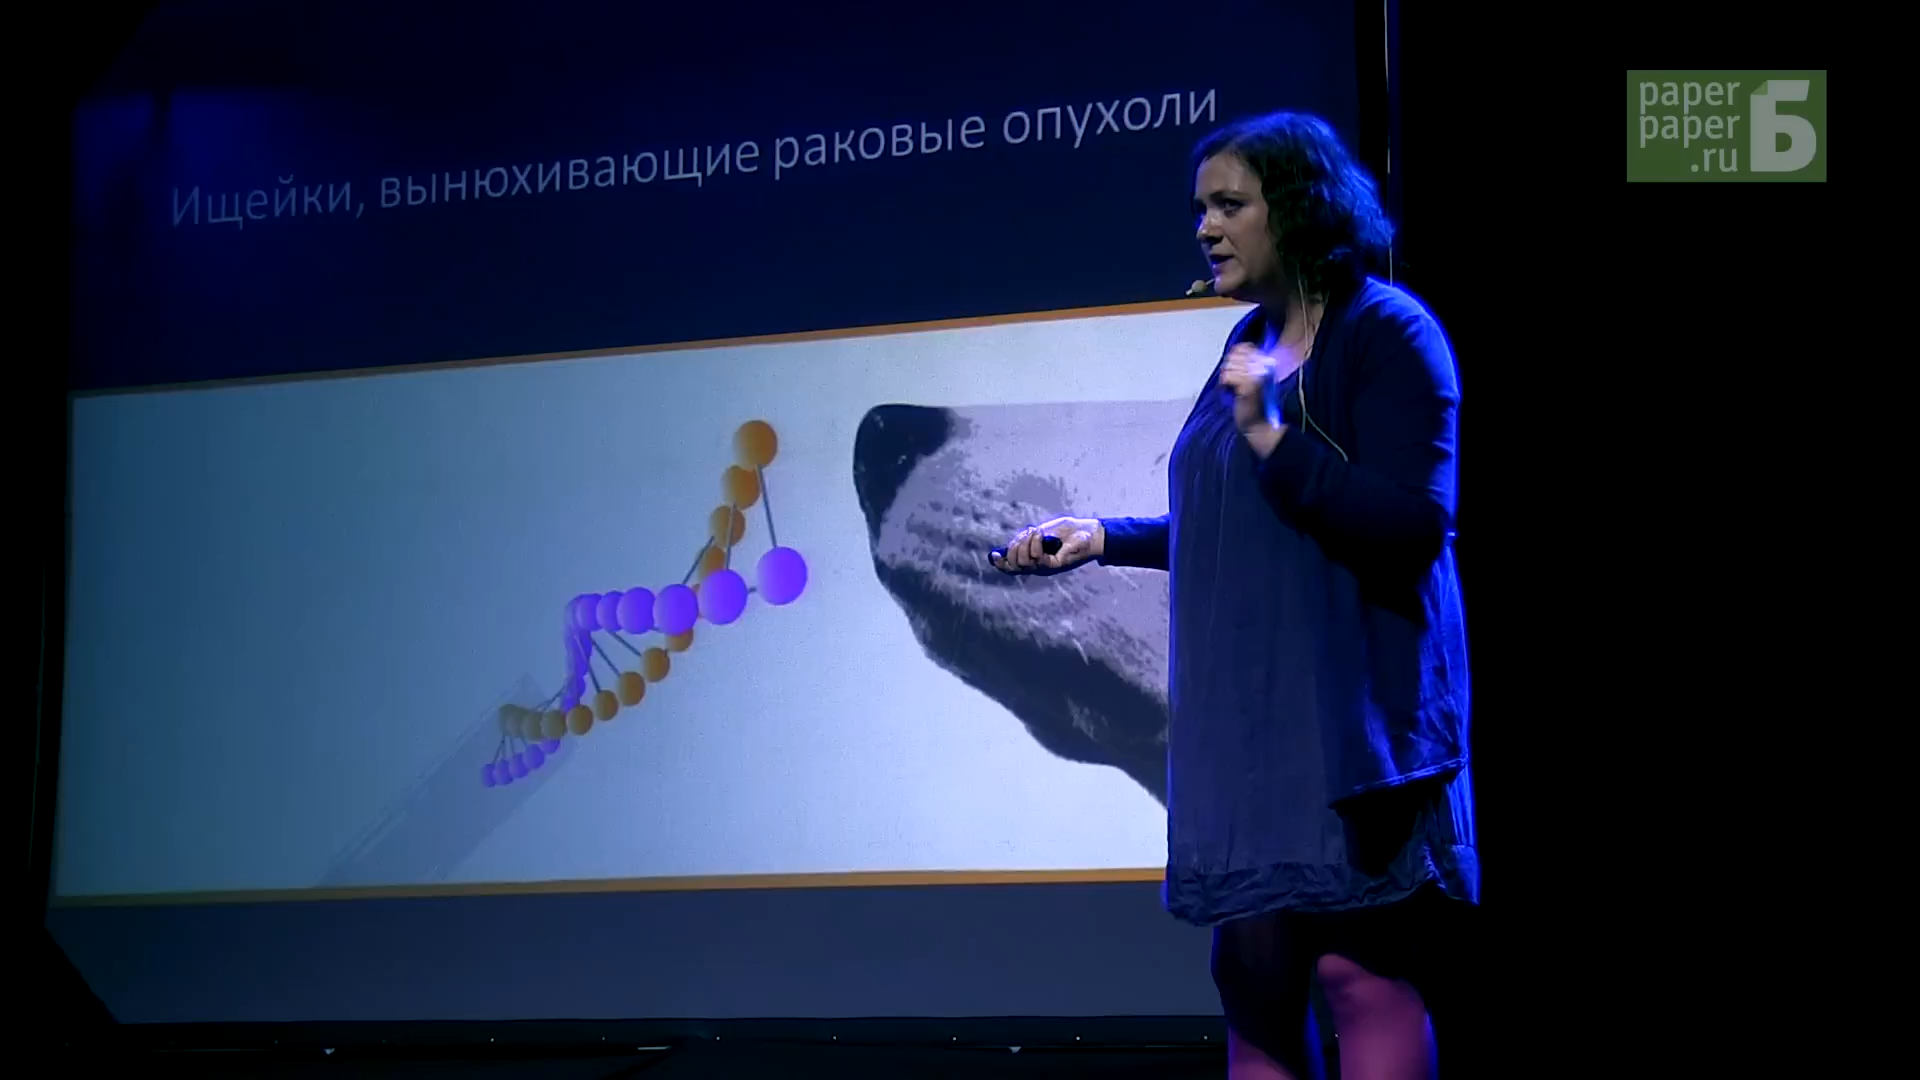 Ищейки, вынюхивающие раковые опухоли
paper
paper
.ru
Б